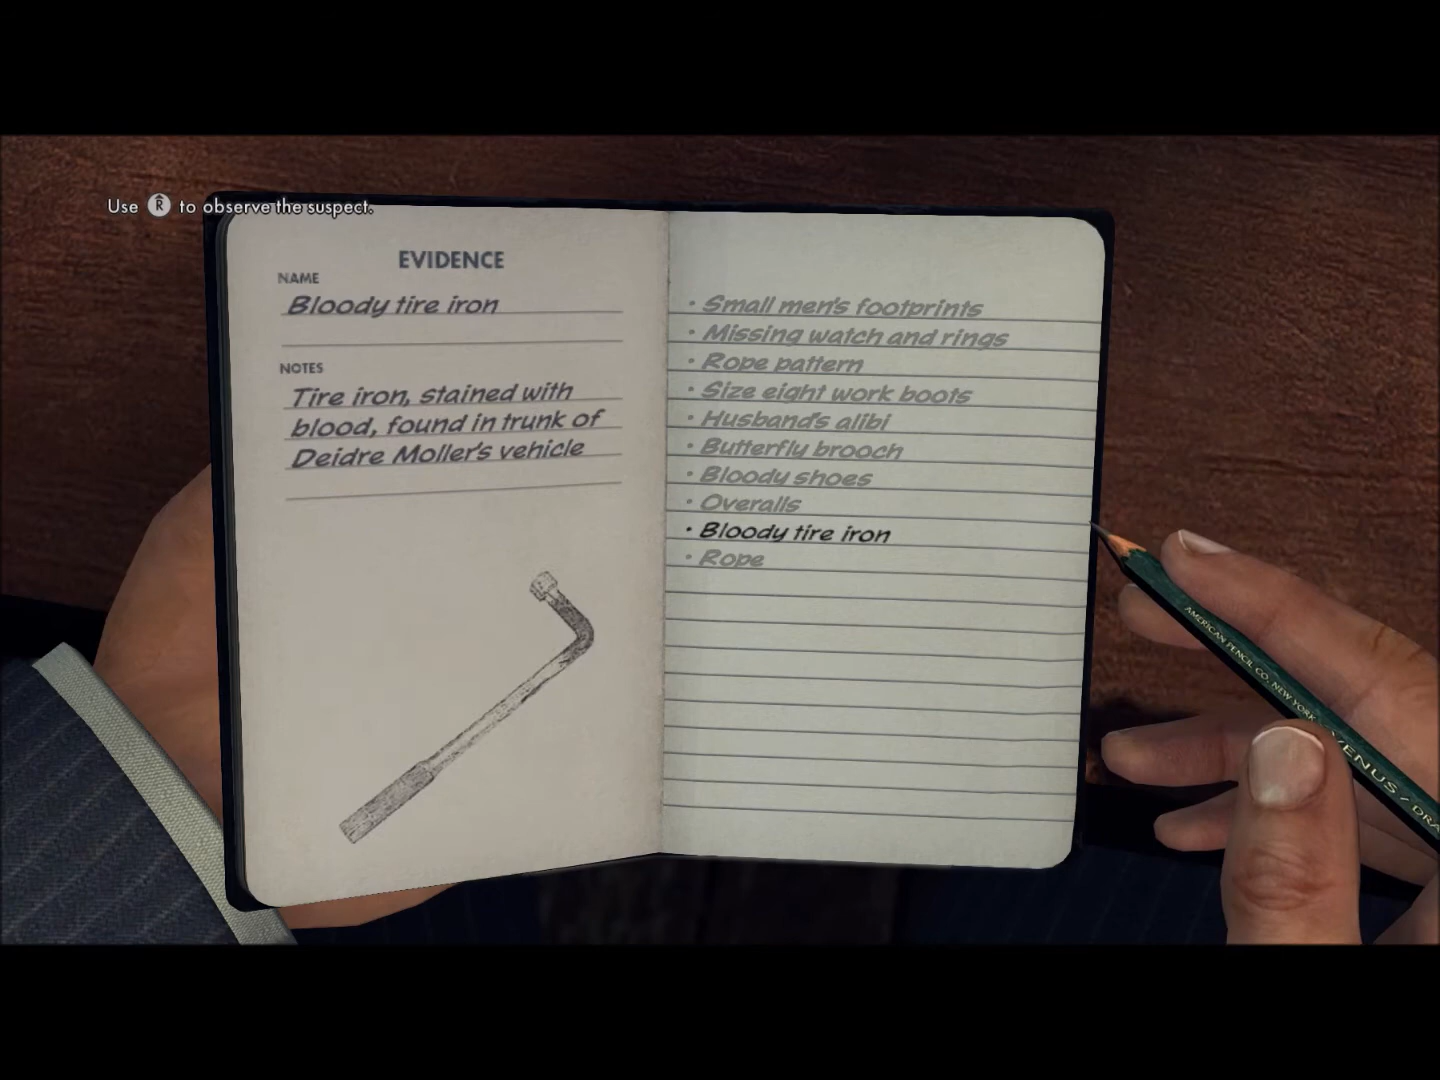 Use R to observe the suspect.
EVIDENCE
NAME
Bloody tire iron
NOTES
Tire iron, stained with
blood, found in trunk of
Deidre Moller's vehicle
• Small men's footprints
• Missing watch and rings
• Rope pattern
• Size eight work boots
• Husband's alibi
• Butterfly brooch
• Bloody shoes
• Overalls
• Bloody tire iron
• Rope
AMERICAN PENCIL CO. NEW YORK
VENUS / DRA